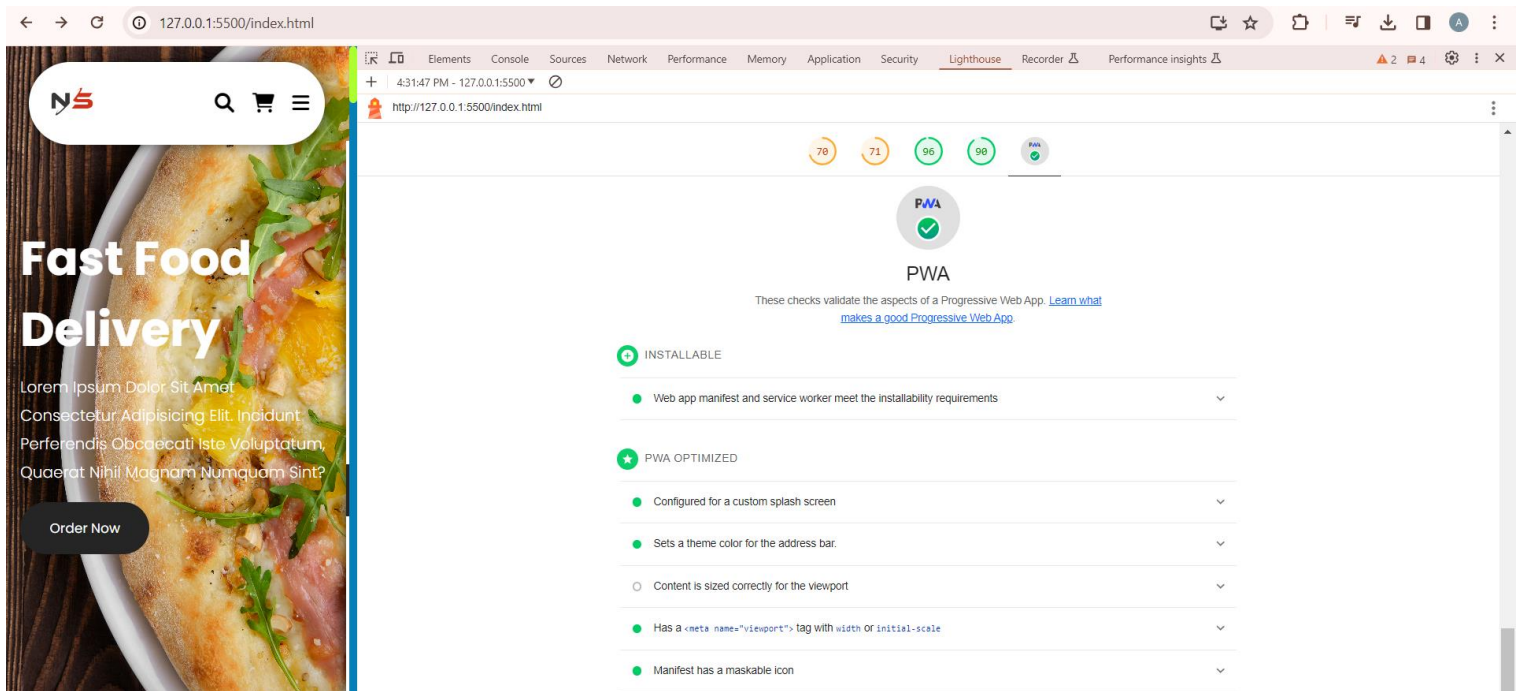 127.0.0.1:5500/index.html
A
Elements Console Sources Network Performance Memory Application Security Lighthouse Recorder Performance insights 2 4
4:31:47 PM - 127.0.0.1:5500
http://127.0.0.1:5500/index.html
NS
70 71 96 90 PWA
PWA
PWA
These checks validate the aspects of a Progressive Web App. Learn what
makes a good Progressive Web App.
INSTALLABLE
Web app manifest and service worker meet the installability requirements
PWA OPTIMIZED
Configured for a custom splash screen
Sets a theme color for the address bar.
Content is sized correctly for the viewport
Has a <meta name="viewport"> tag with width or initial-scale
Manifest has a maskable icon
Fast Food
Delivery
Lorem Ipsum Dolor Sit Amet
Consectetur Adipisicing Elit. Incidunt
Perferendis Obcaecati Iste Voluptatum,
Quaerat Nihil Magnam Numquam Sint?
Order Now